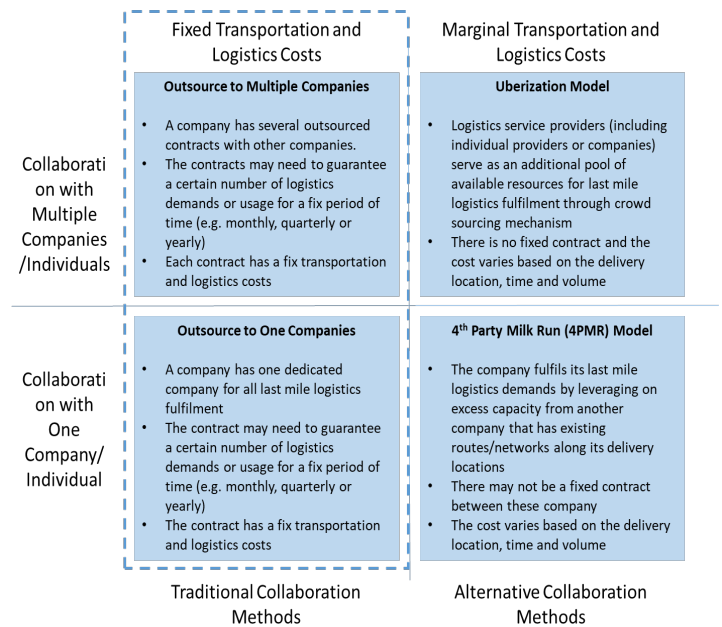 Fixed Transportation and
Logistics Costs
Marginal Transportation and
Logistics Costs
Collaborati
on with
Multiple
Companies
/Individuals
Outsource to Multiple Companies
• A company has several outsourced
contracts with other companies.
• The contracts may need to guarantee
a certain number of logistics
demands or usage for a fix period of
time (e.g. monthly, quarterly or
yearly)
• Each contract has a fix transportation
and logistics costs
Uberization Model
• Logistics service providers (including
individual providers or companies)
serve as an additional pool of
available resources for last mile
logistics fulfilment through crowd
sourcing mechanism
• There is no fixed contract and the
cost varies based on the delivery
location, time and volume
Collaborati
on with
One
Company/
Individual
Outsource to One Companies
• A company has one dedicated
company for all last mile logistics
fulfilment
• The contract may need to guarantee
a certain number of logistics
demands or usage for a fix period of
time (e.g. monthly, quarterly or
yearly)
• The contract has a fix transportation
and logistics costs
4th Party Milk Run (4PMR) Model
• The company fulfils its last mile
logistics demands by leveraging on
excess capacity from another
company that has existing
routes/networks along its delivery
locations
• There may not be a fixed contract
between these company
• The cost varies based on the delivery
location, time and volume
Traditional Collaboration
Methods
Alternative Collaboration
Methods